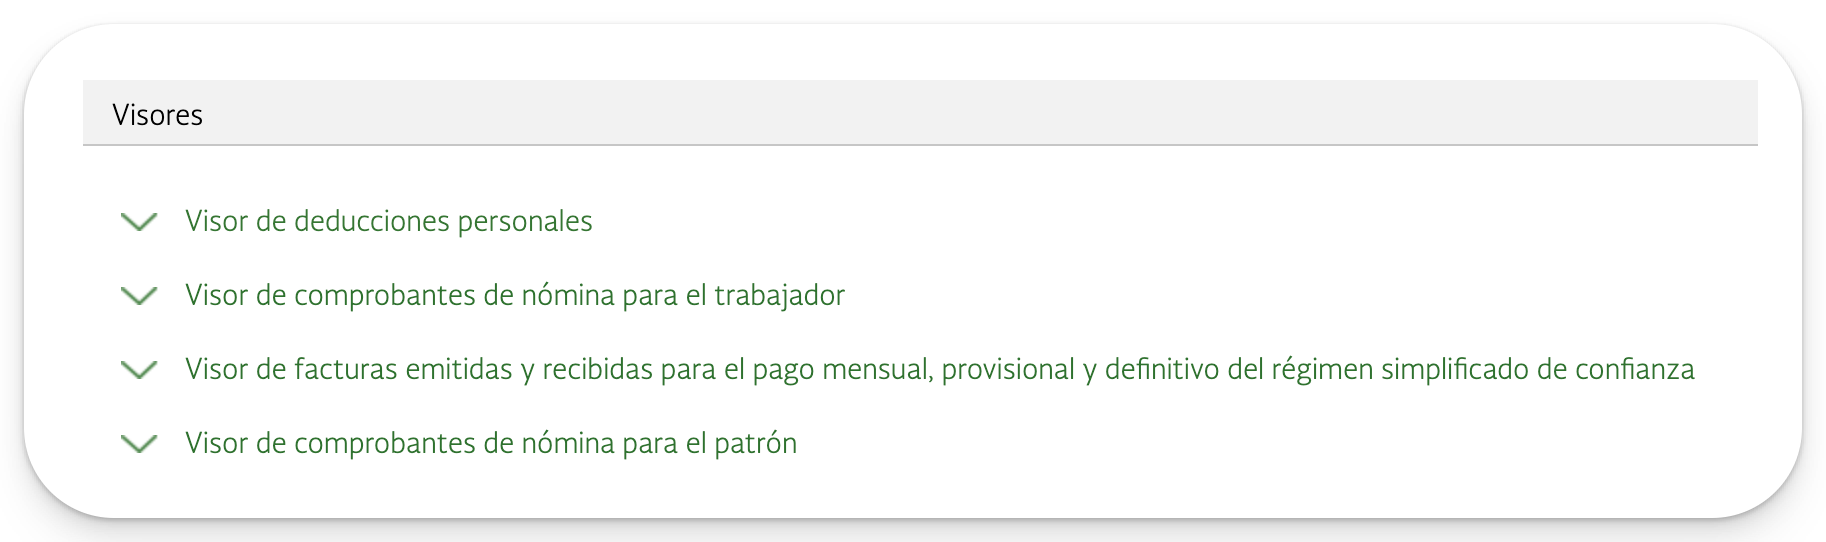 Visores
Visor de deducciones personales
Visor de comprobantes de nómina para el trabajador
Visor de facturas emitidas y recibidas para el pago mensual, provisional y definitivo del régimen simplificado de confianza
Visor de comprobantes de nómina para el patrón